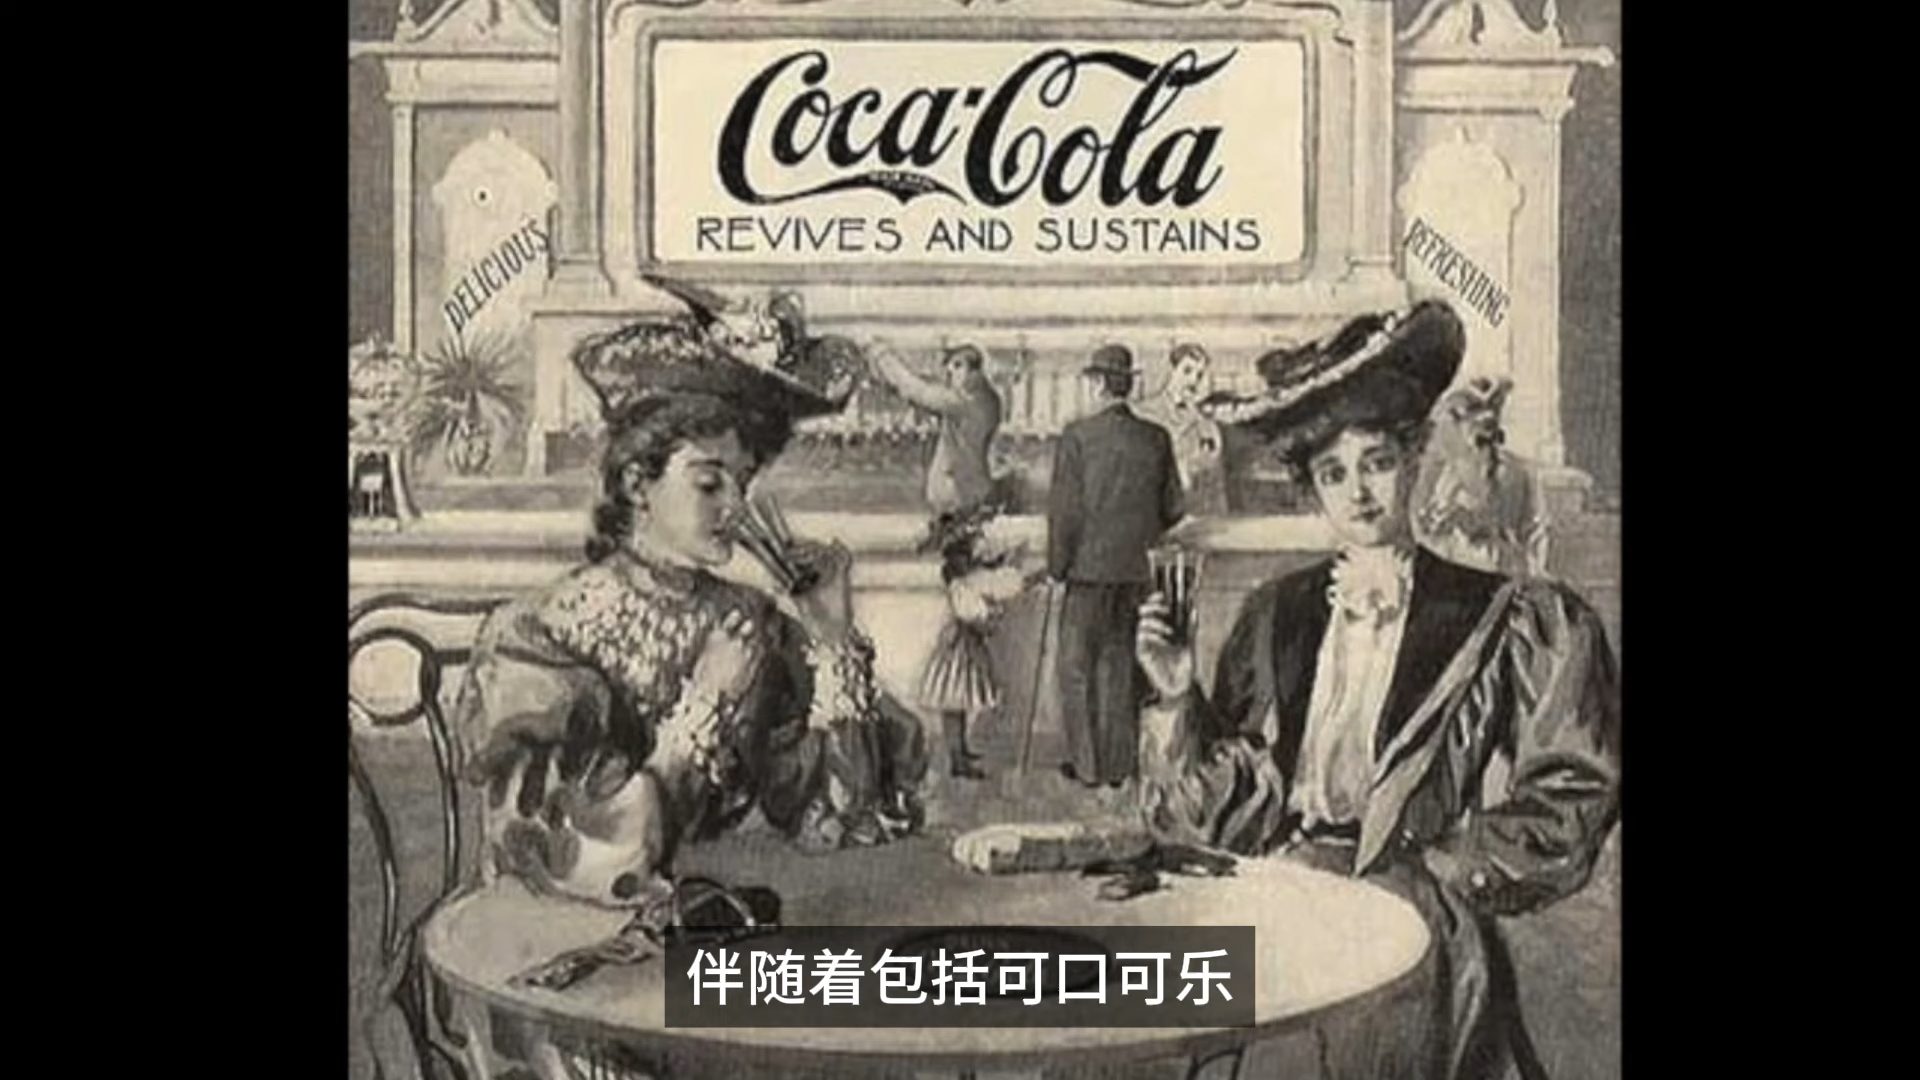 Coca-Cola
REVIVES AND SUSTAINS
DELICIOUS
REFRESHING
伴随着包括可口可乐